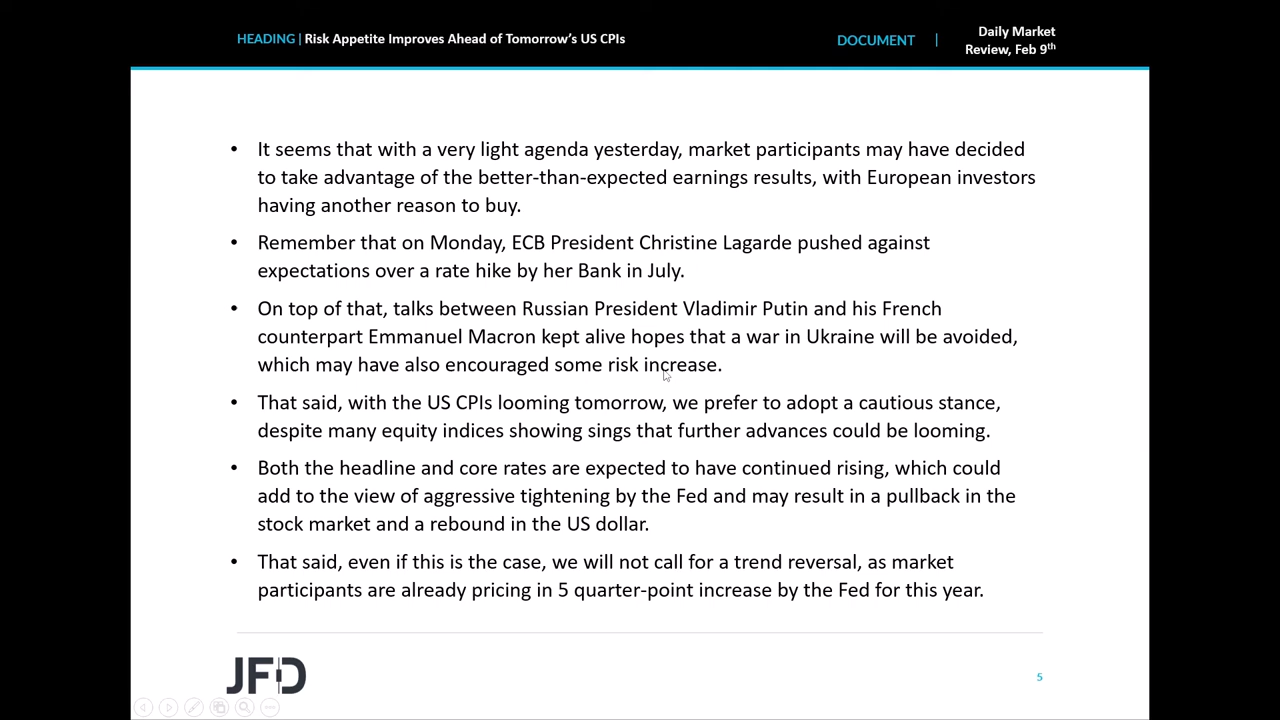 HEADING | Risk Appetite Improves Ahead of Tomorrow's US CPIs
DOCUMENT |
Daily Market
Review, Feb 9th
• It seems that with a very light agenda yesterday, market participants may have decided
to take advantage of the better-than-expected earnings results, with European investors
having another reason to buy.
• Remember that on Monday, ECB President Christine Lagarde pushed against
expectations over a rate hike by her Bank in July.
• On top of that, talks between Russian President Vladimir Putin and his French
counterpart Emmanuel Macron kept alive hopes that a war in Ukraine will be avoided,
which may have also encouraged some risk increase.
• That said, with the US CPIs looming tomorrow, we prefer to adopt a cautious stance,
despite many equity indices showing sings that further advances could be looming.
• Both the headline and core rates are expected to have continued rising, which could
add to the view of aggressive tightening by the Fed and may result in a pullback in the
stock market and a rebound in the US dollar.
• That said, even if this is the case, we will not call for a trend reversal, as market
participants are already pricing in 5 quarter-point increase by the Fed for this year.
JFD
5